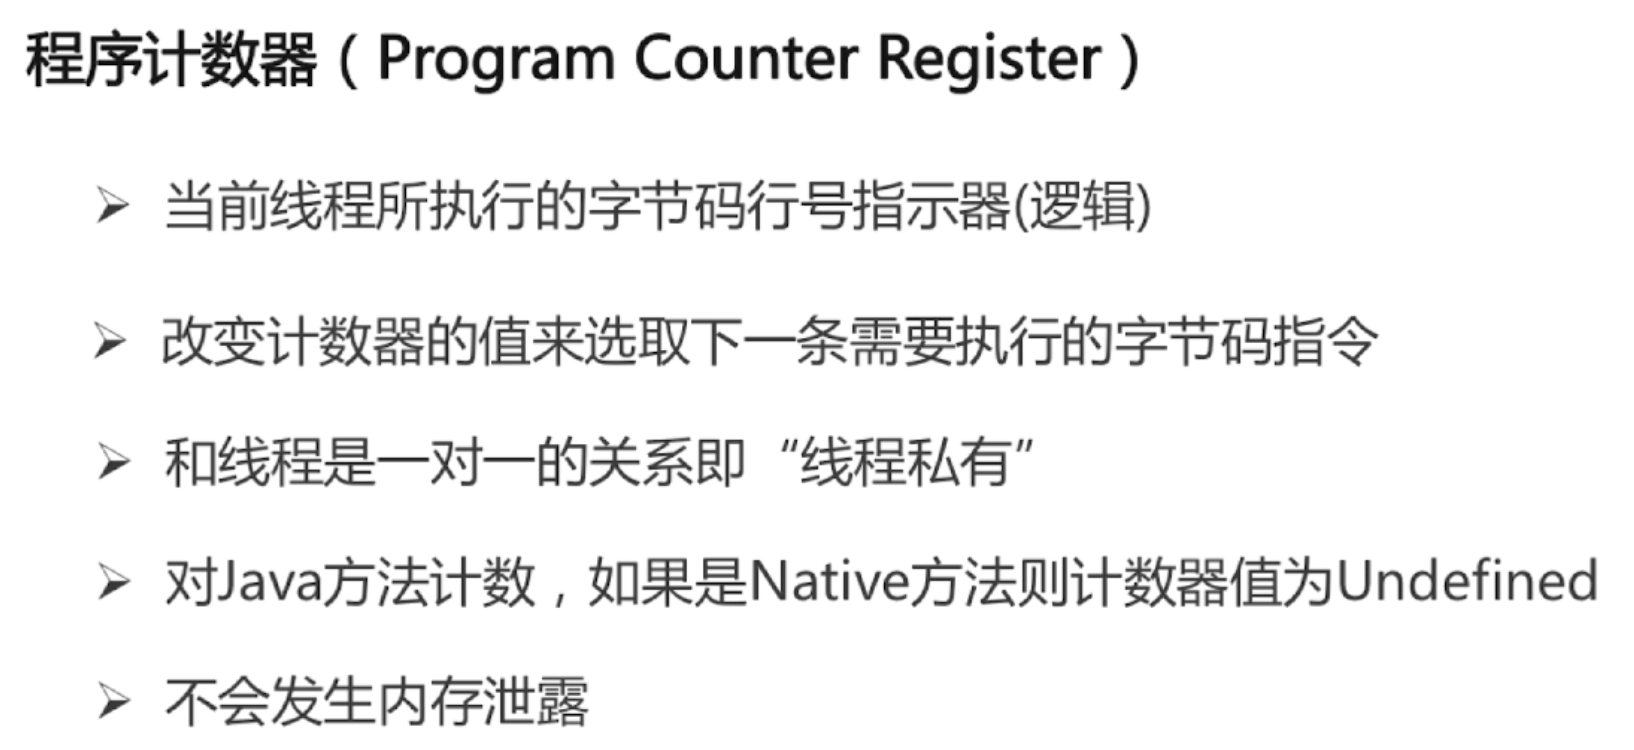 程序计数器（Program Counter Register）
➢ 当前线程所执行的字节码行号指示器(逻辑)
➢ 改变计数器的值来选取下一条需要执行的字节码指令
➢ 和线程是一对一的关系即“线程私有”
➢ 对Java方法计数，如果是Native方法则计数器值为Undefined
➢ 不会发生内存泄露